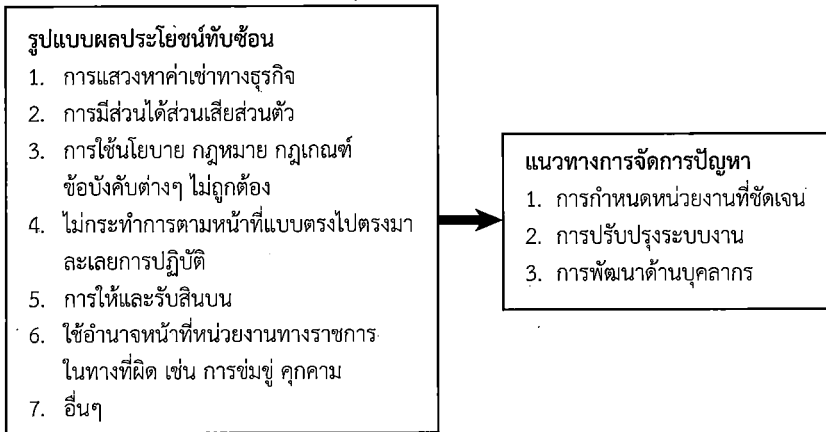 รูปแบบผลประโยชน์ทับซ้อน
1. การแสวงหาค่าเช่าทางธุรกิจ
2. การมีส่วนได้ส่วนเสียส่วนตัว
3. การใช้นโยบาย กฎหมาย กฎเกณฑ์
ข้อบังคับต่างๆ ไม่ถูกต้อง
4. ไม่กระทำการตามหน้าที่แบบตรงไปตรงมา
ละเลยการปฏิบัติ
5. การให้และรับสินบน
6. ใช้อำนาจหน้าที่หน่วยงานทางราชการ
ในทางที่ผิด เช่น การข่มขู่ คุกคาม
7. อื่นๆ
แนวทางการจัดการปัญหา
1. การกำหนดหน่วยงานที่ชัดเจน
2. การปรับปรุงระบบงาน
3. การพัฒนาด้านบุคลากร